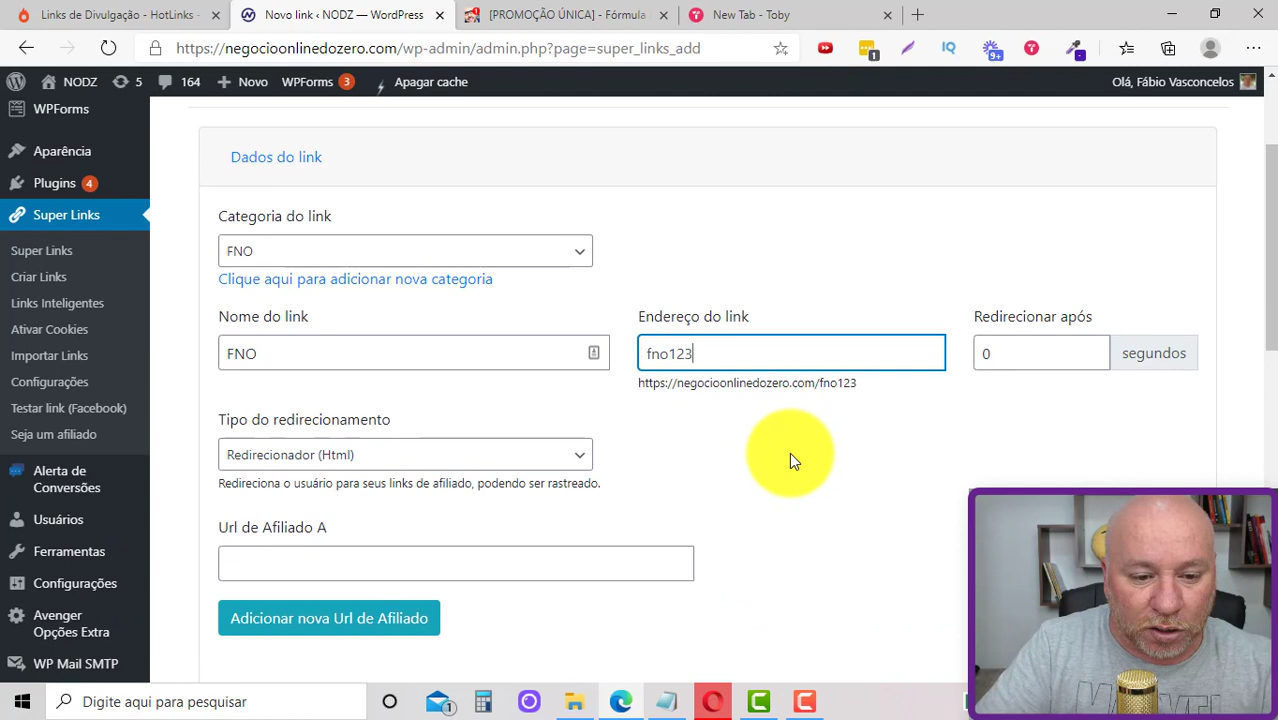 Links de Divulgação - HotLinks -
Novo link ‹ NODZ — WordPress
[PROMOÇÃO ÚNICA] - Fórmula
New Tab - Toby
https://negocioonlinedozero.com/wp-admin/admin.php?page=super_links_add
1
IQ
9+
NODZ
5
164
Novo
WPForms 3
Apagar cache
Olá, Fábio Vasconcelos
WPForms
Aparência
Plugins 4
Super Links
Super Links
Criar Links
Links Inteligentes
Ativar Cookies
Importar Links
Configurações
Testar link (Facebook)
Seja um afiliado
Alerta de
Conversões
Usuários
Ferramentas
Configurações
Avenger
Opções Extra
WP Mail SMTP
Dados do link
Categoria do link
FNO
Clique aqui para adicionar nova categoria
Nome do link
FNO
Endereço do link
fno123
https://negocioonlinedozero.com/fno123
Redirecionar após
0
segundos
Tipo do redirecionamento
Redirecionador (Html)
Redireciona o usuário para seus links de afiliado, podendo ser rastreado.
Url de Afiliado A
Adicionar nova Url de Afiliado
Digite aqui para pesquisar
1